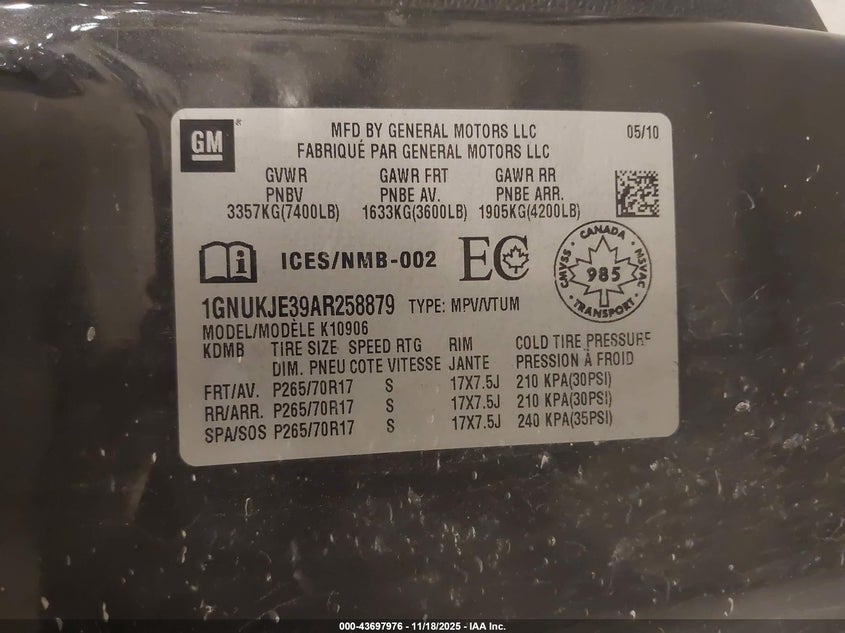 GM
MFD BY GENERAL MOTORS LLC 05/10
FABRIQUÉ PAR GENERAL MOTORS LLC
GVWR GAWR FRT GAWR RR
PNBV PNBE AV. PNBE ARR.
3357KG(7400LB) 1633KG(3600LB) 1905KG(4200LB)
ICES/NMB-002 EC
CANADA
CMVSS 985 NSVAC
TRANSPORT
1GNUKJE39AR258879 TYPE: MPV/VTUM
MODEL/MODÈLE K10906
KDMB TIRE SIZE SPEED RTG RIM COLD TIRE PRESSURE
DIM. PNEU COTE VITESSE JANTE PRESSION À FROID
FRT/AV. P265/70R17 S 17X7.5J 210 KPA(30PSI)
RR/ARR. P265/70R17 S 17X7.5J 210 KPA(30PSI)
SPA/SOS P265/70R17 S 17X7.5J 240 KPA(35PSI)
000-43697976 - 11/18/2025 - IAA Inc.